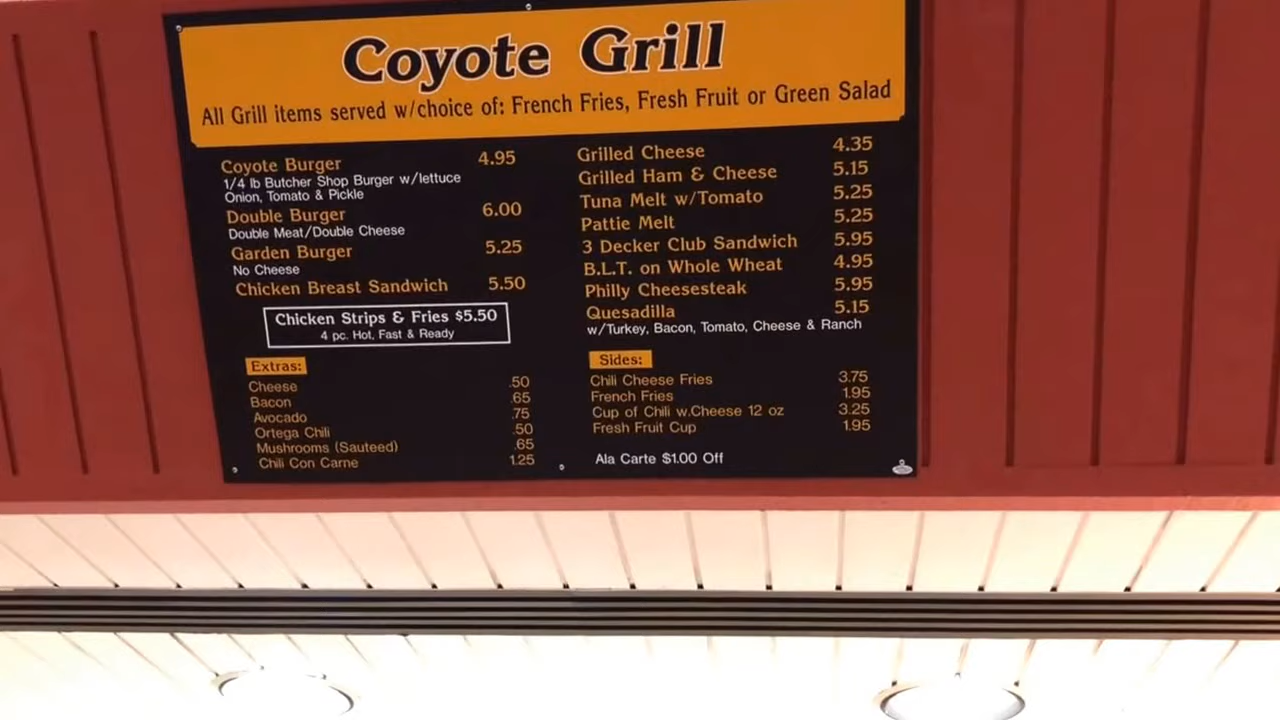 Coyote Grill
All Grill items served w/choice of: French Fries, Fresh Fruit or Green Salad
Coyote Burger 4.95
1/4 lb Butcher Shop Burger w/lettuce
Onion, Tomato & Pickle
Double Burger 6.00
Double Meat/Double Cheese
Garden Burger 5.25
No Cheese
Chicken Breast Sandwich 5.50
Chicken Strips & Fries $5.50
4 pc. Hot, Fast & Ready
Extras:
Cheese .50
Bacon .65
Avocado .75
Ortega Chili .50
Mushrooms (Sauteed) .65
Chili Con Carne 1.25
Grilled Cheese 4.35
Grilled Ham & Cheese 5.15
Tuna Melt w/Tomato 5.25
Pattie Melt 5.25
3 Decker Club Sandwich 5.95
B.L.T. on Whole Wheat 4.95
Philly Cheesesteak 5.95
Quesadilla 5.15
w/Turkey, Bacon, Tomato, Cheese & Ranch
Sides:
Chili Cheese Fries 3.75
French Fries 1.95
Cup of Chili w.Cheese 12 oz 3.25
Fresh Fruit Cup 1.95
Ala Carte $1.00 Off